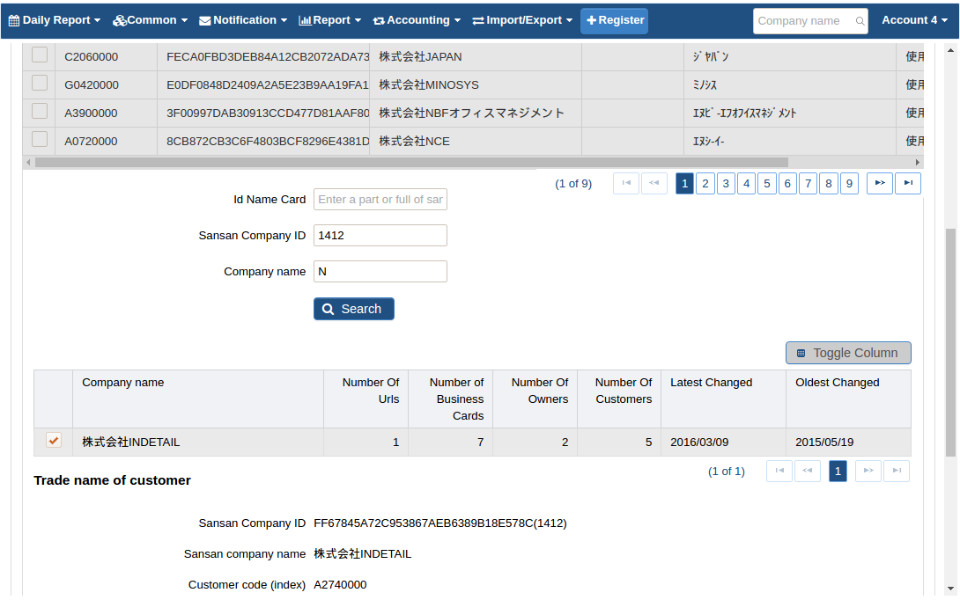 Daily Report Common Notification Report Accounting Import/Export Register Company name Account 4
C2060000 FECA0FBD3DEB84A12CB2072ADA73 株式会社JAPAN ｼﾞﾔﾊﾟﾝ 使用
G0420000 E0DF0848D2409A2A5E23B9AA19FA1 株式会社MINOSYS ﾐﾉｼｽ 使用
A3900000 3F00997DAB30913CCD477D81AAF80 株式会社NBFオフィスマネジメント ｴﾇﾋﾞ-ｴﾌｵﾌｲｽﾏﾈｼﾞﾒﾝﾄ 使用
A0720000 8CB872CB3C6F4803BCF8296E4381D 株式会社NCE ｴﾇｼ-ｲ- 使用
(1 of 9) 1 2 3 4 5 6 7 8 9
Id Name Card Enter a part or full of sar
Sansan Company ID 1412
Company name N
Search
Toggle Column
Company name Number Of Urls Number of Business Cards Number Of Owners Number Of Customers Latest Changed Oldest Changed
株式会社INDETAIL 1 7 2 5 2016/03/09 2015/05/19
(1 of 1) 1
Trade name of customer
Sansan Company ID FF67845A72C953867AEB6389B18E578C(1412)
Sansan company name 株式会社INDETAIL
Customer code (index) A2740000